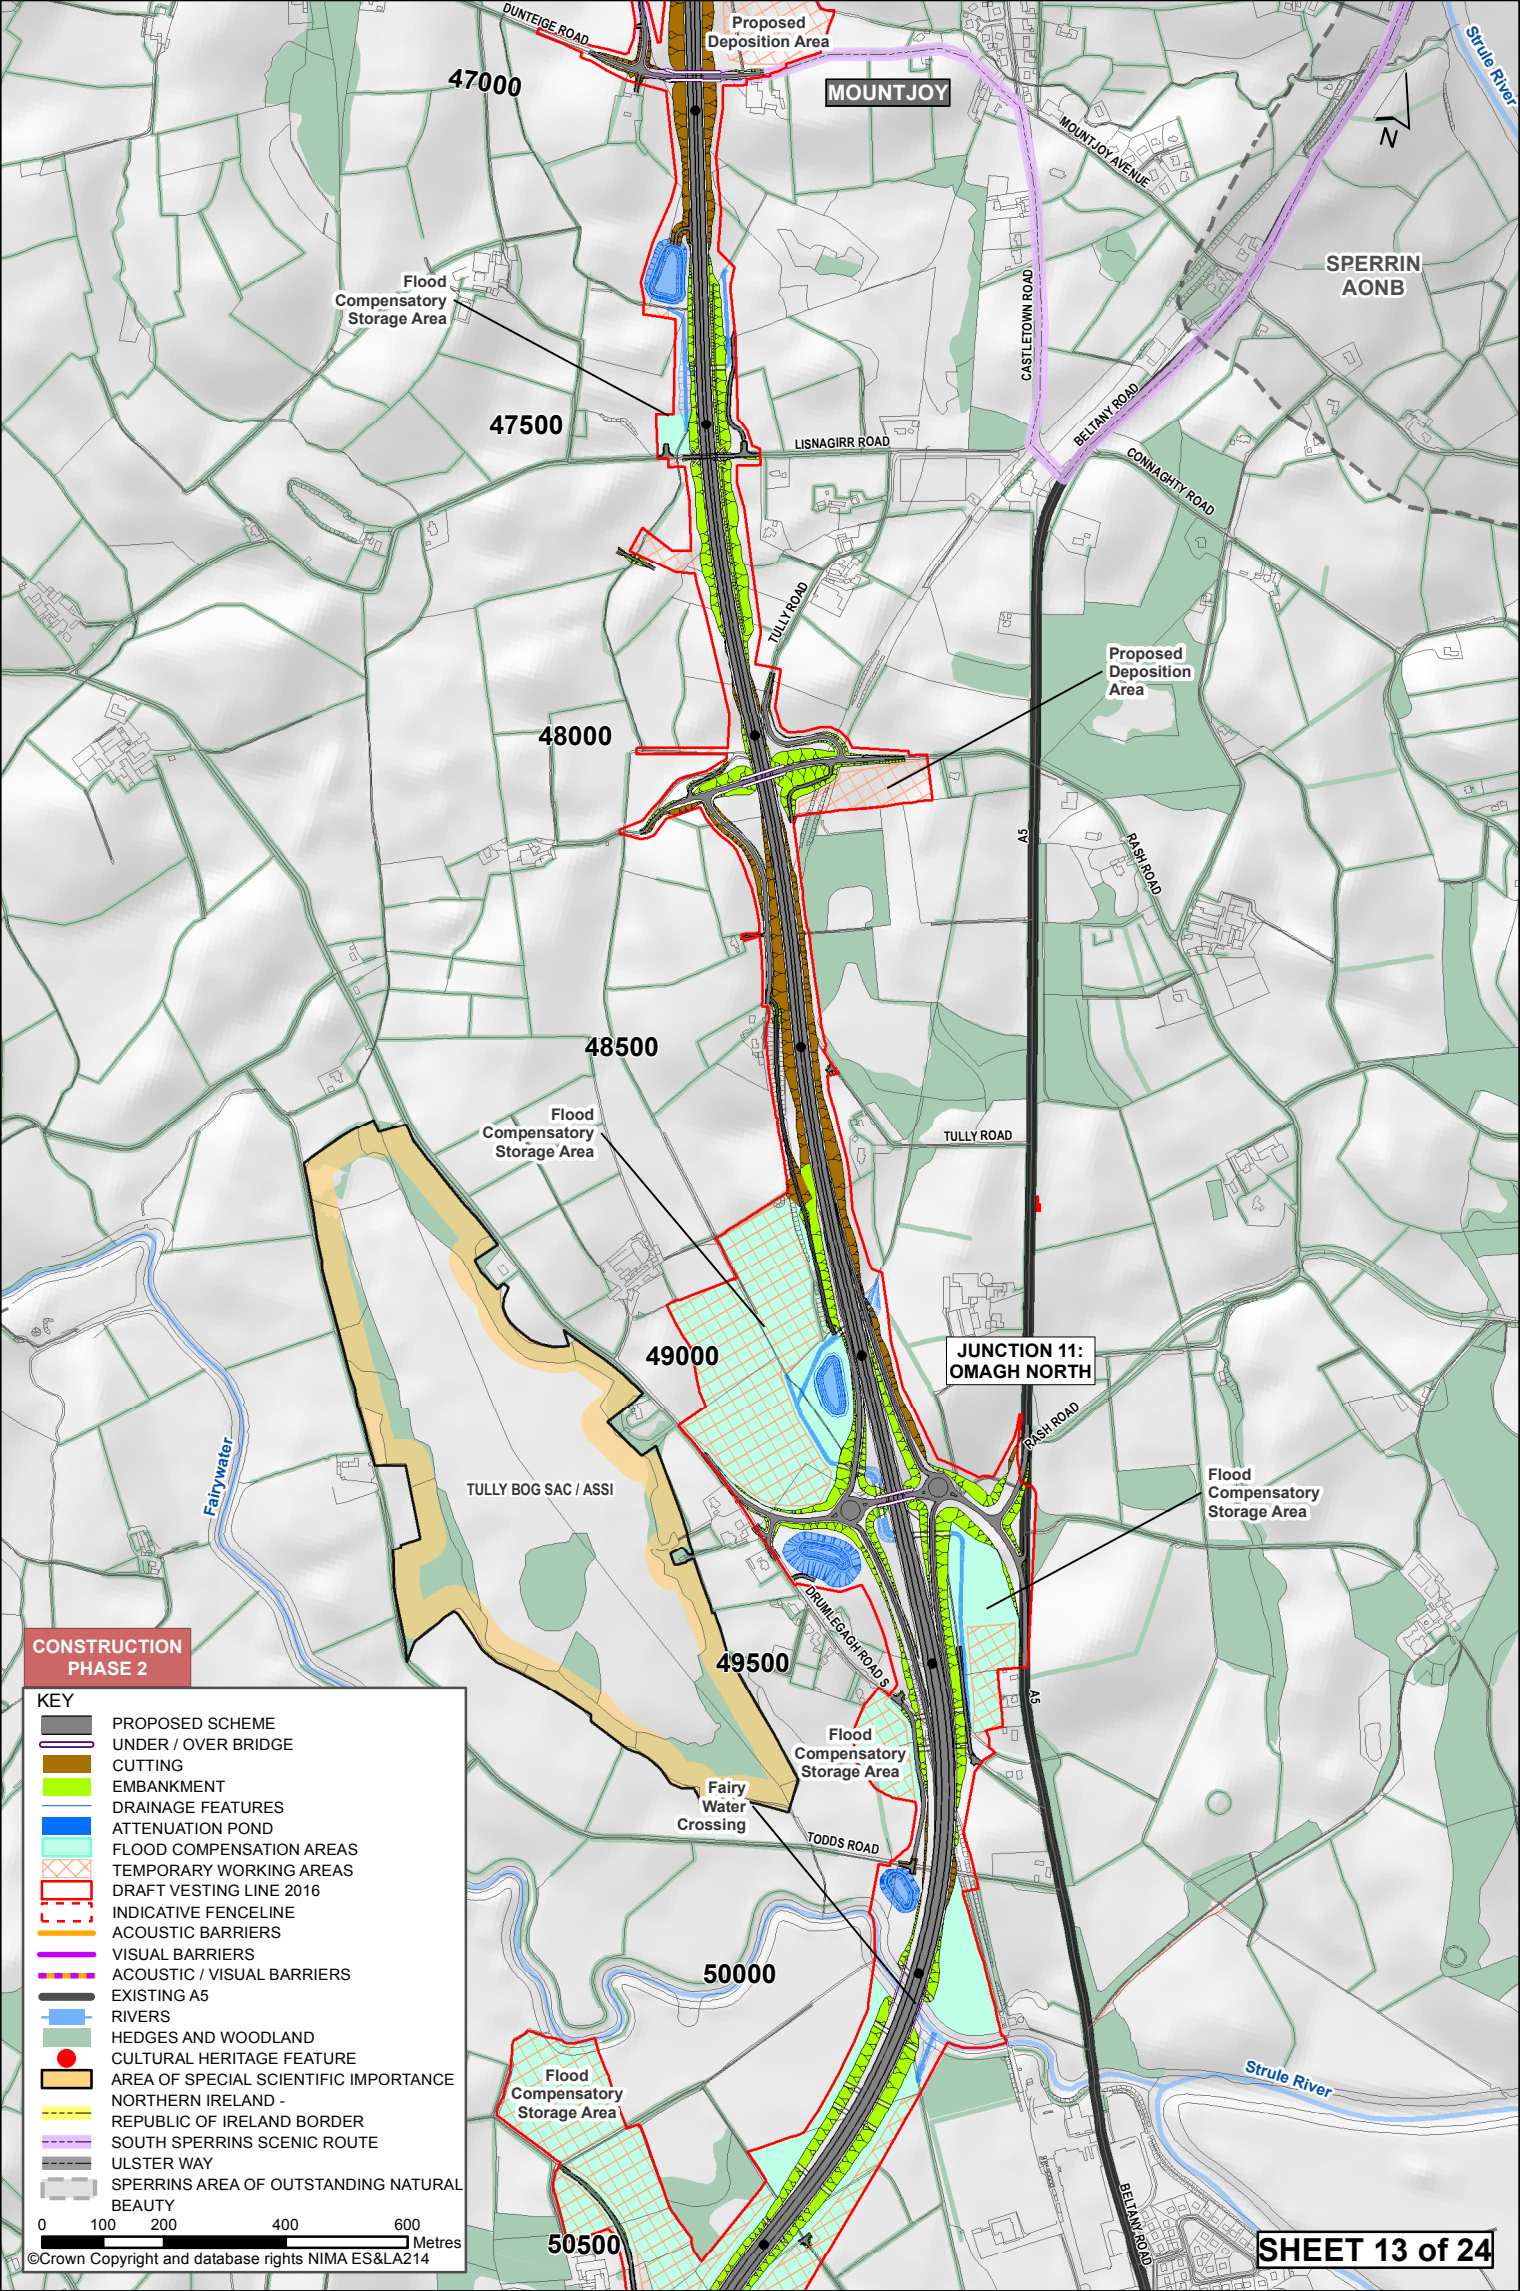 DUNTEIGE ROAD
Proposed
Deposition Area
Strule River
47000
MOUNTJOY
N
MOUNTJOY AVENUE
SPERRIN
AONB
Flood
Compensatory
Storage Area
CASTLETOWN ROAD
47500
LISNAGIRR ROAD
BELTANY ROAD
CONNAGHTY ROAD
TULLY ROAD
Proposed
Deposition
Area
48000
A5
RASH ROAD
48500
Flood
Compensatory
Storage Area
TULLY ROAD
49000
JUNCTION 11:
OMAGH NORTH
RASH ROAD
Fairywater
TULLY BOG SAC / ASSI
Flood
Compensatory
Storage Area
DRUMLEGAGH ROAD S
49500
A5
Flood
Compensatory
Storage Area
Fairy
Water
Crossing
TODDS ROAD
50000
Strule River
Flood
Compensatory
Storage Area
BELTANY ROAD
50500
CONSTRUCTION
PHASE 2
KEY
PROPOSED SCHEME
UNDER / OVER BRIDGE
CUTTING
EMBANKMENT
DRAINAGE FEATURES
ATTENUATION POND
FLOOD COMPENSATION AREAS
TEMPORARY WORKING AREAS
DRAFT VESTING LINE 2016
INDICATIVE FENCELINE
ACOUSTIC BARRIERS
VISUAL BARRIERS
ACOUSTIC / VISUAL BARRIERS
EXISTING A5
RIVERS
HEDGES AND WOODLAND
CULTURAL HERITAGE FEATURE
AREA OF SPECIAL SCIENTIFIC IMPORTANCE
NORTHERN IRELAND -
REPUBLIC OF IRELAND BORDER
SOUTH SPERRINS SCENIC ROUTE
ULSTER WAY
SPERRINS AREA OF OUTSTANDING NATURAL
BEAUTY
0 100 200 400 600
Metres
©Crown Copyright and database rights NIMA ES&LA214
SHEET 13 of 24